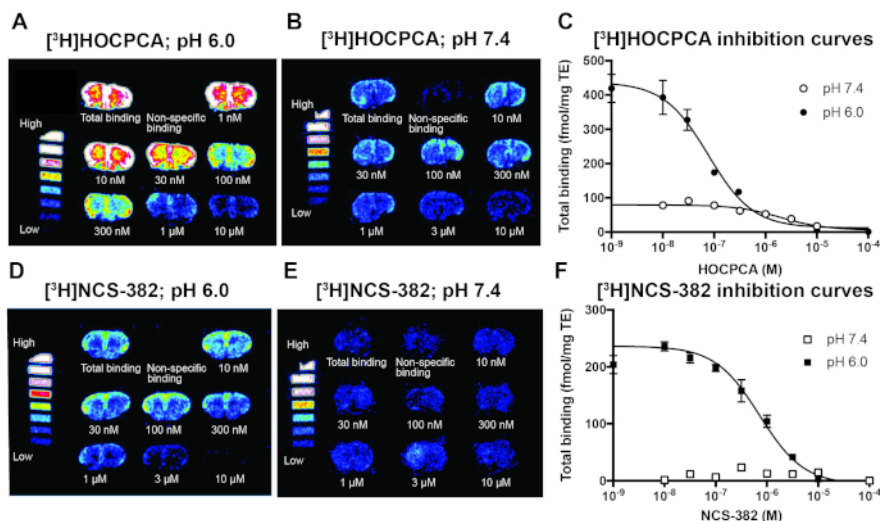 A
[³H]HOCPCA; pH 6.0
High
Total binding
Non-specific binding
1 nM
10 nM
30 nM
100 nM
300 nM
1 µM
10 µM
Low
B
[³H]HOCPCA; pH 7.4
High
Total binding
Non-specific binding
10 nM
30 nM
100 nM
300 nM
1 µM
3 µM
10 µM
Low
C
[³H]HOCPCA inhibition curves
Total binding (fmol/mg TE)
500
400
300
200
100
0
pH 7.4
pH 6.0
10⁻⁹
10⁻⁸
10⁻⁷
10⁻⁶
10⁻⁵
10⁻⁴
HOCPCA (M)
D
[³H]NCS-382; pH 6.0
High
Total binding
Non-specific binding
10 nM
30 nM
100 nM
300 nM
1 µM
3 µM
10 µM
Low
E
[³H]NCS-382; pH 7.4
High
Total binding
Non-specific binding
10 nM
30 nM
100 nM
300 nM
1 µM
3 µM
10 µM
Low
F
[³H]NCS-382 inhibition curves
Total binding (fmol/mg TE)
300
200
100
0
pH 7.4
pH 6.0
10⁻⁹
10⁻⁸
10⁻⁷
10⁻⁶
10⁻⁵
10⁻⁴
NCS-382 (M)